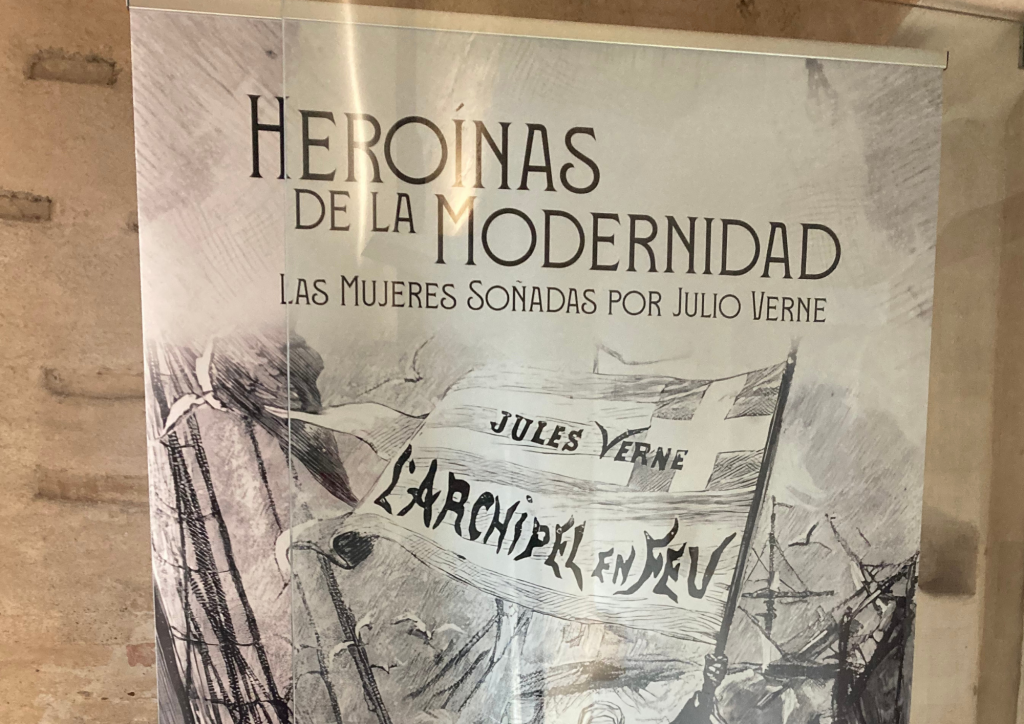 HEROÍNAS
DE LA MODERNIDAD
LAS MUJERES SOÑADAS POR JULIO VERNE
JULES VERNE
L'ARCHIPEL EN FEU